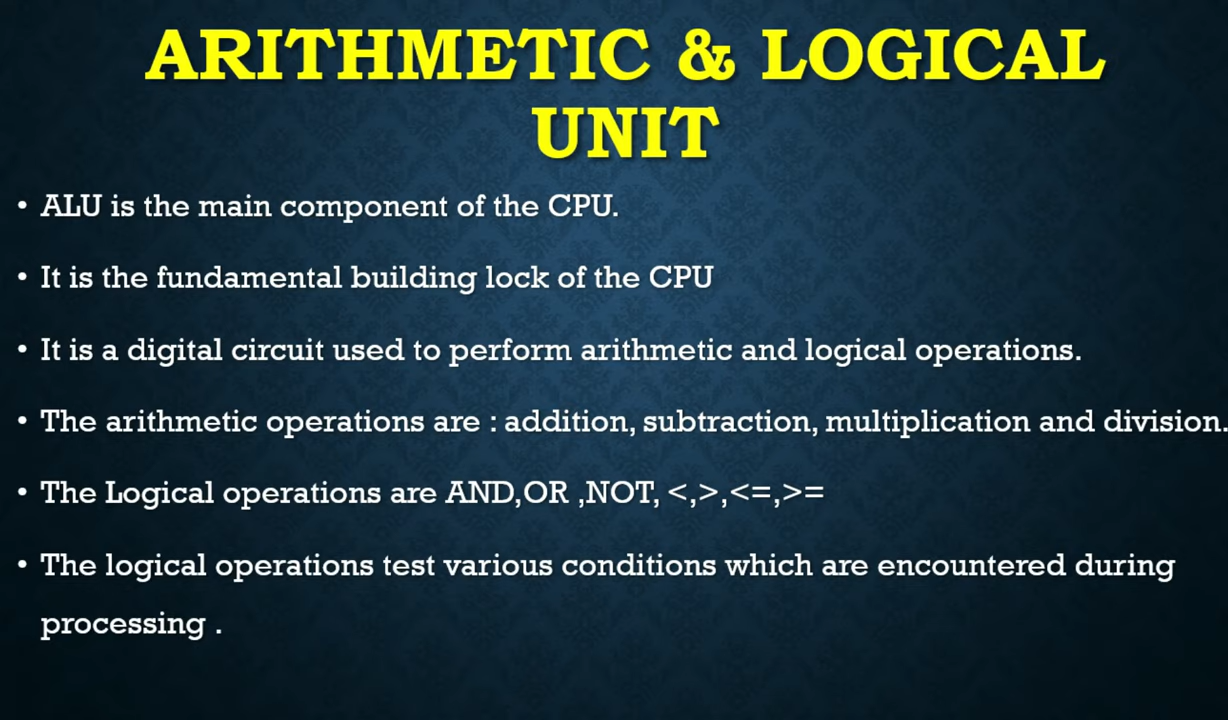 ARITHMETIC & LOGICAL
UNIT
• ALU is the main component of the CPU.
• It is the fundamental building lock of the CPU
• It is a digital circuit used to perform arithmetic and logical operations.
• The arithmetic operations are : addition, subtraction, multiplication and division.
• The Logical operations are AND,OR ,NOT, <,>,<=,>=
• The logical operations test various conditions which are encountered during
processing .